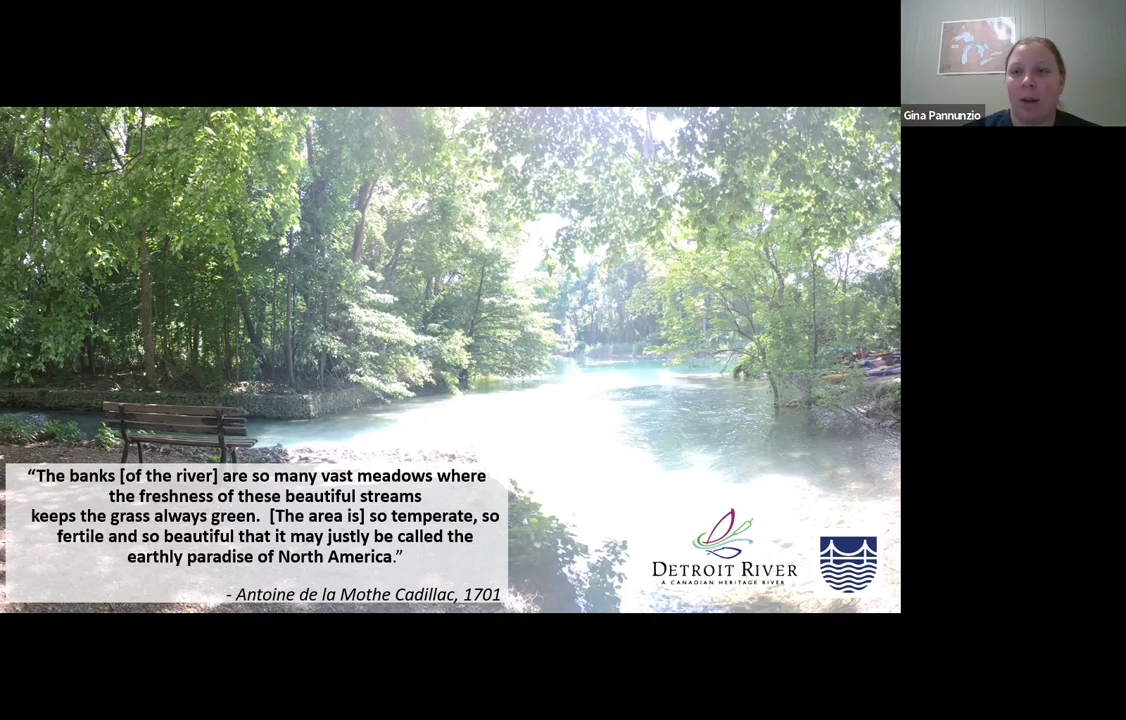 Gina Pannunzio
“The banks [of the river] are so many vast meadows where
the freshness of these beautiful streams
keeps the grass always green.  [The area is] so temperate, so
fertile and so beautiful that it may justly be called the
earthly paradise of North America.”
- Antoine de la Mothe Cadillac, 1701
DETROIT RIVER
A CANADIAN HERITAGE RIVER